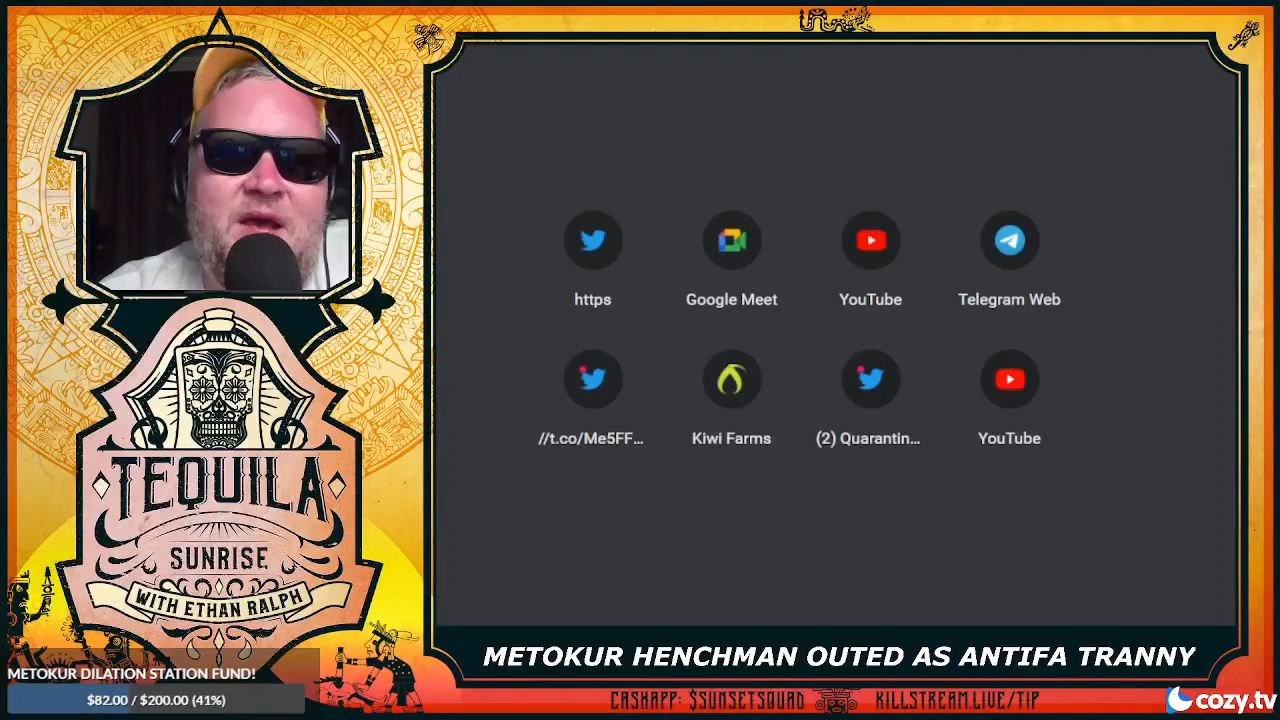 https
Google Meet
YouTube
Telegram Web
//t.co/Me5FF...
Kiwi Farms
(2) Quarantin...
YouTube
TEQUILA
SUNRISE
WITH ETHAN RALPH
METOKUR DILATION STATION FUND!
$82.00 / $200.00 (41%)
METOKUR HENCHMAN OUTED AS ANTIFA TRANNY
CASHAPP: $SUNSETSQUAD
KILLSTREAM.LIVE/TIP
cozy.tv